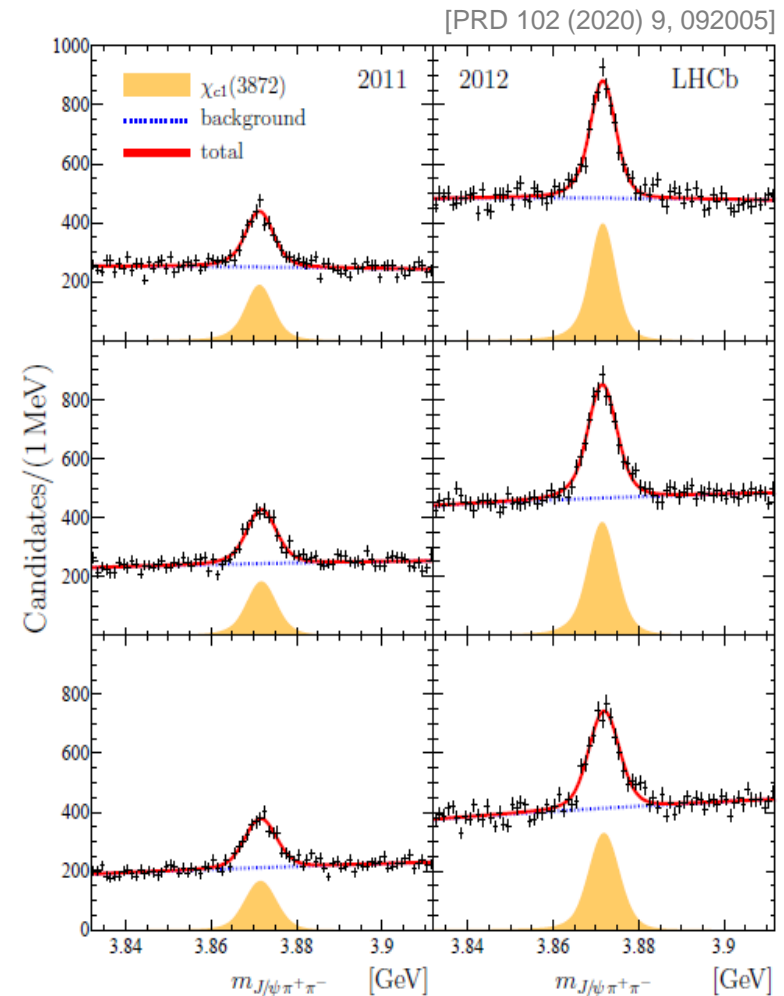 [PRD 102 (2020) 9, 092005]
1000
800
600
400
200
χc1(3872)
background
total
2011
2012 LHCb
Candidates/(1 MeV)
800
600
400
200
800
600
400
200
0
3.84 3.86 3.88 3.9 3.84 3.86 3.88 3.9
mJ/ψπ+π− [GeV] mJ/ψπ+π− [GeV]